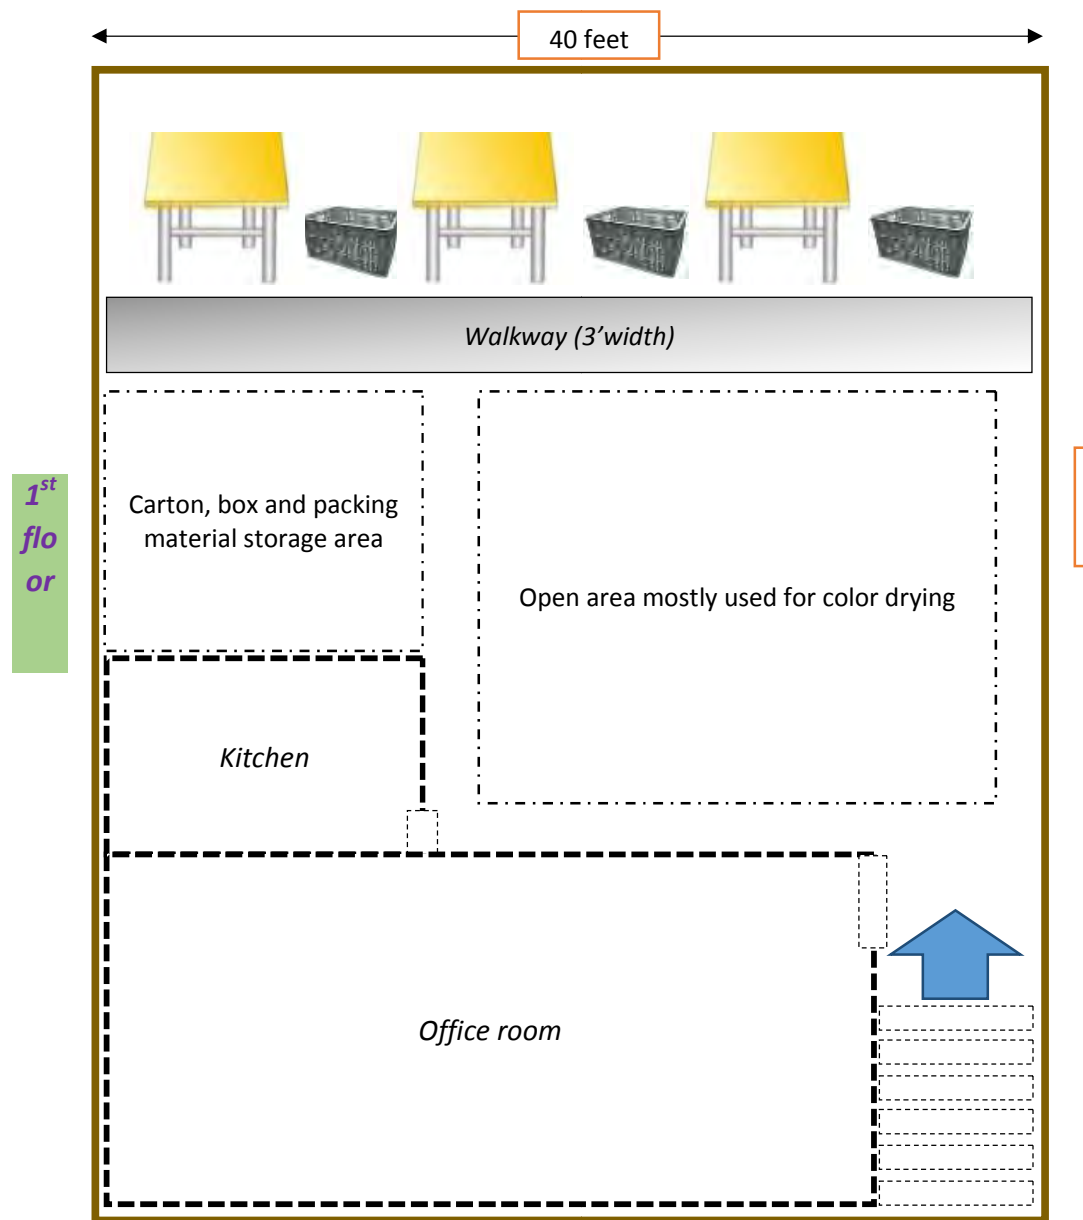 40 feet
Walkway (3'width)
Carton, box and packing
material storage area
Open area mostly used for color drying
1st
flo
or
Kitchen
Office room